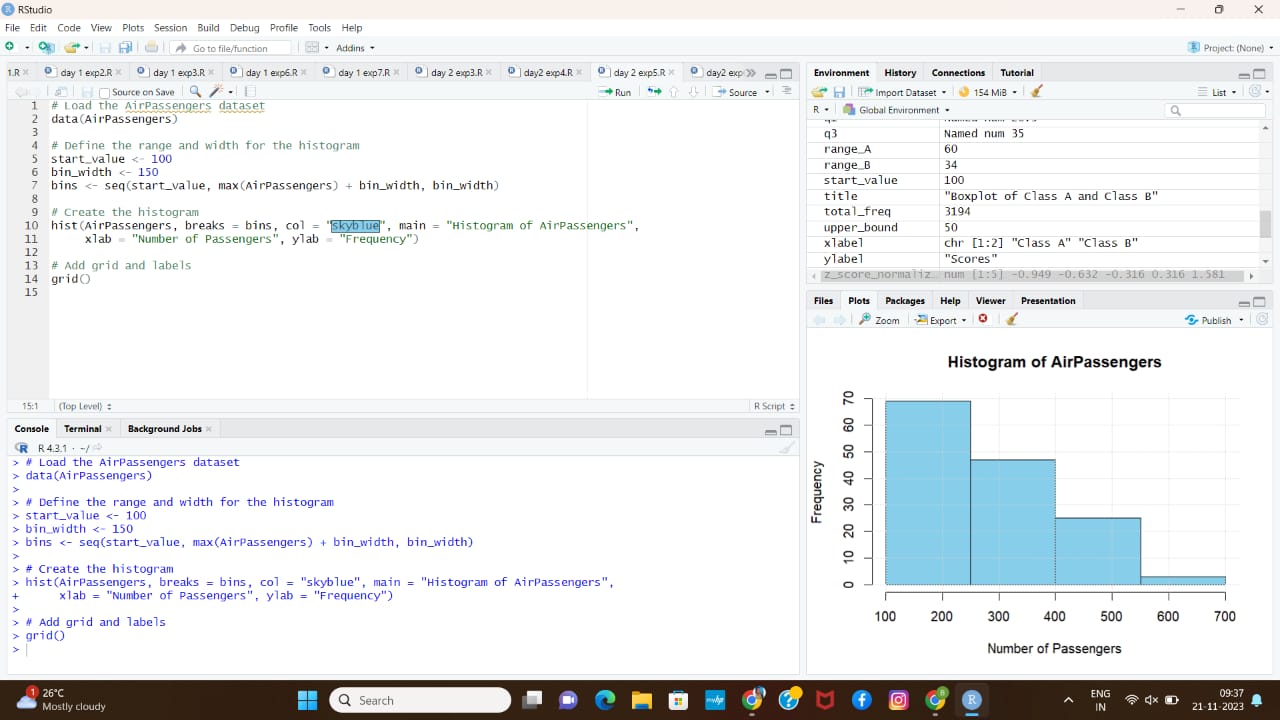 RStudio
File Edit Code View Plots Session Build Debug Profile Tools Help
Go to file/function Addins Project: (None)
1.R day 1 exp2.R day 1 exp3.R day 1 exp6.R day 1 exp7.R day 2 exp3.R day2 exp4.R day 2 exp5.R day2 exp
Source on Save Run Source
1 # Load the AirPassengers dataset
2 data(AirPassengers)
3
4 # Define the range and width for the histogram
5 start_value <- 100
6 bin_width <- 150
7 bins <- seq(start_value, max(AirPassengers) + bin_width, bin_width)
8
9 # Create the histogram
10 hist(AirPassengers, breaks = bins, col = "skyblue", main = "Histogram of AirPassengers",
11 xlab = "Number of Passengers", ylab = "Frequency")
12
13 # Add grid and labels
14 grid()
15
15:1 (Top Level) R Script
Console Terminal Background Jobs
R 4.3.1 · ~/
> # Load the AirPassengers dataset
> data(AirPassengers)
>
> # Define the range and width for the histogram
> start_value <- 100
> bin_width <- 150
> bins <- seq(start_value, max(AirPassengers) + bin_width, bin_width)
>
> # Create the histogram
> hist(AirPassengers, breaks = bins, col = "skyblue", main = "Histogram of AirPassengers",
+ xlab = "Number of Passengers", ylab = "Frequency")
>
> # Add grid and labels
> grid()
>
Environment History Connections Tutorial
Import Dataset 154 MiB List
R Global Environment
q3 Named num 35
range_A 60
range_B 34
start_value 100
title "Boxplot of Class A and Class B"
total_freq 3194
upper_bound 50
xlabel chr [1:2] "Class A" "Class B"
ylabel "Scores"
z_score_normaliz… num [1:5] -0.949 -0.632 -0.316 0.316 1.581
Files Plots Packages Help Viewer Presentation
Zoom Export Publish
Histogram of AirPassengers
Frequency
70
60
50
40
30
20
10
0
100 200 300 400 500 600 700
Number of Passengers
1 26°C
Mostly cloudy
Search
ENG
IN
09:37
21-11-2023